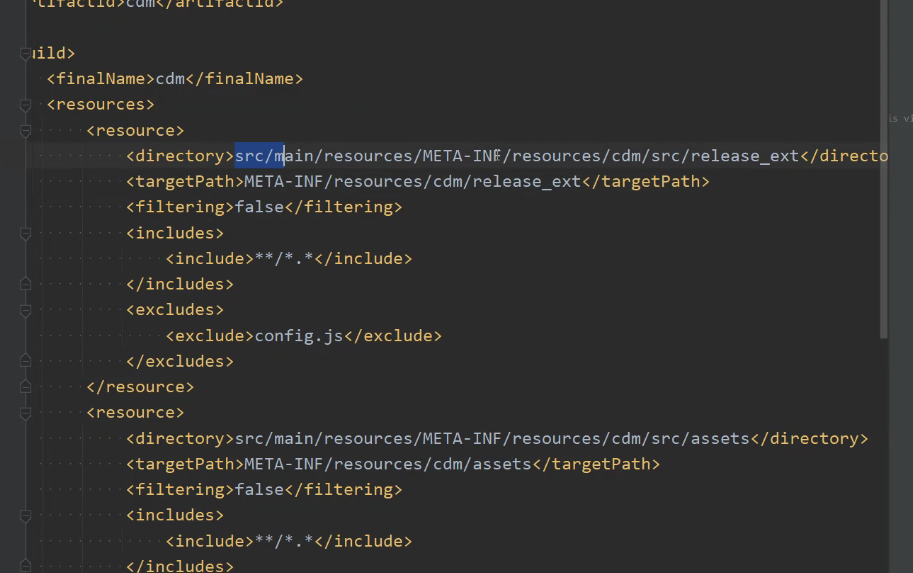 tifactId>cdm</artifactId>
uild>
<finalName>cdm</finalName>
<resources>
<resource>
<directory>src/main/resources/META-INF/resources/cdm/src/release_ext</directo
<targetPath>META-INF/resources/cdm/release_ext</targetPath>
<filtering>false</filtering>
<includes>
<include>**/*.*</include>
</includes>
<excludes>
<exclude>config.js</exclude>
</excludes>
</resource>
<resource>
<directory>src/main/resources/META-INF/resources/cdm/src/assets</directory>
<targetPath>META-INF/resources/cdm/assets</targetPath>
<filtering>false</filtering>
<includes>
<include>**/*.*</include>
</includes>